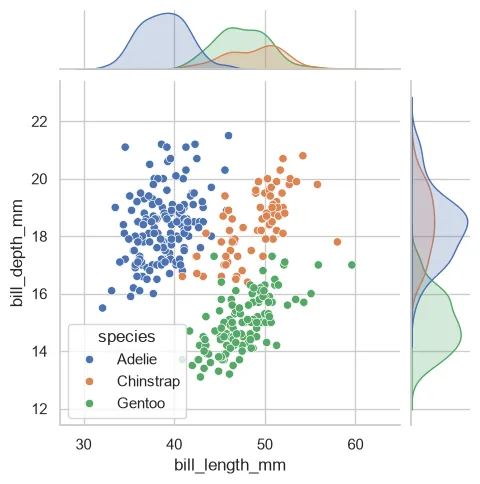 22
20
18
16
14
12
bill_depth_mm
species
Adelie
Chinstrap
Gentoo
30 40 50 60
bill_length_mm